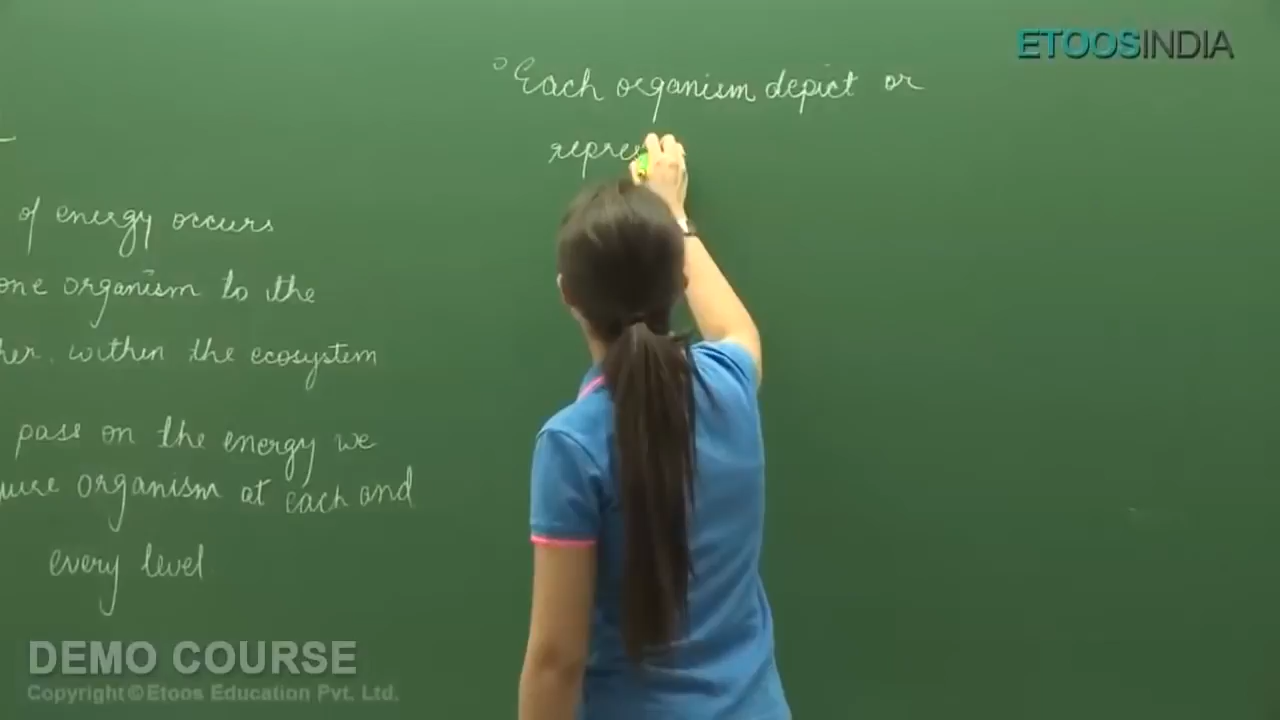 of energy occurs
one organism to the
her. within the ecosystem
pass on the energy we
organism at each and
every level
Each organism depict or
repres
ETOOSINDIA
DEMO COURSE
Copyright © Etoos Education Pvt. Ltd.